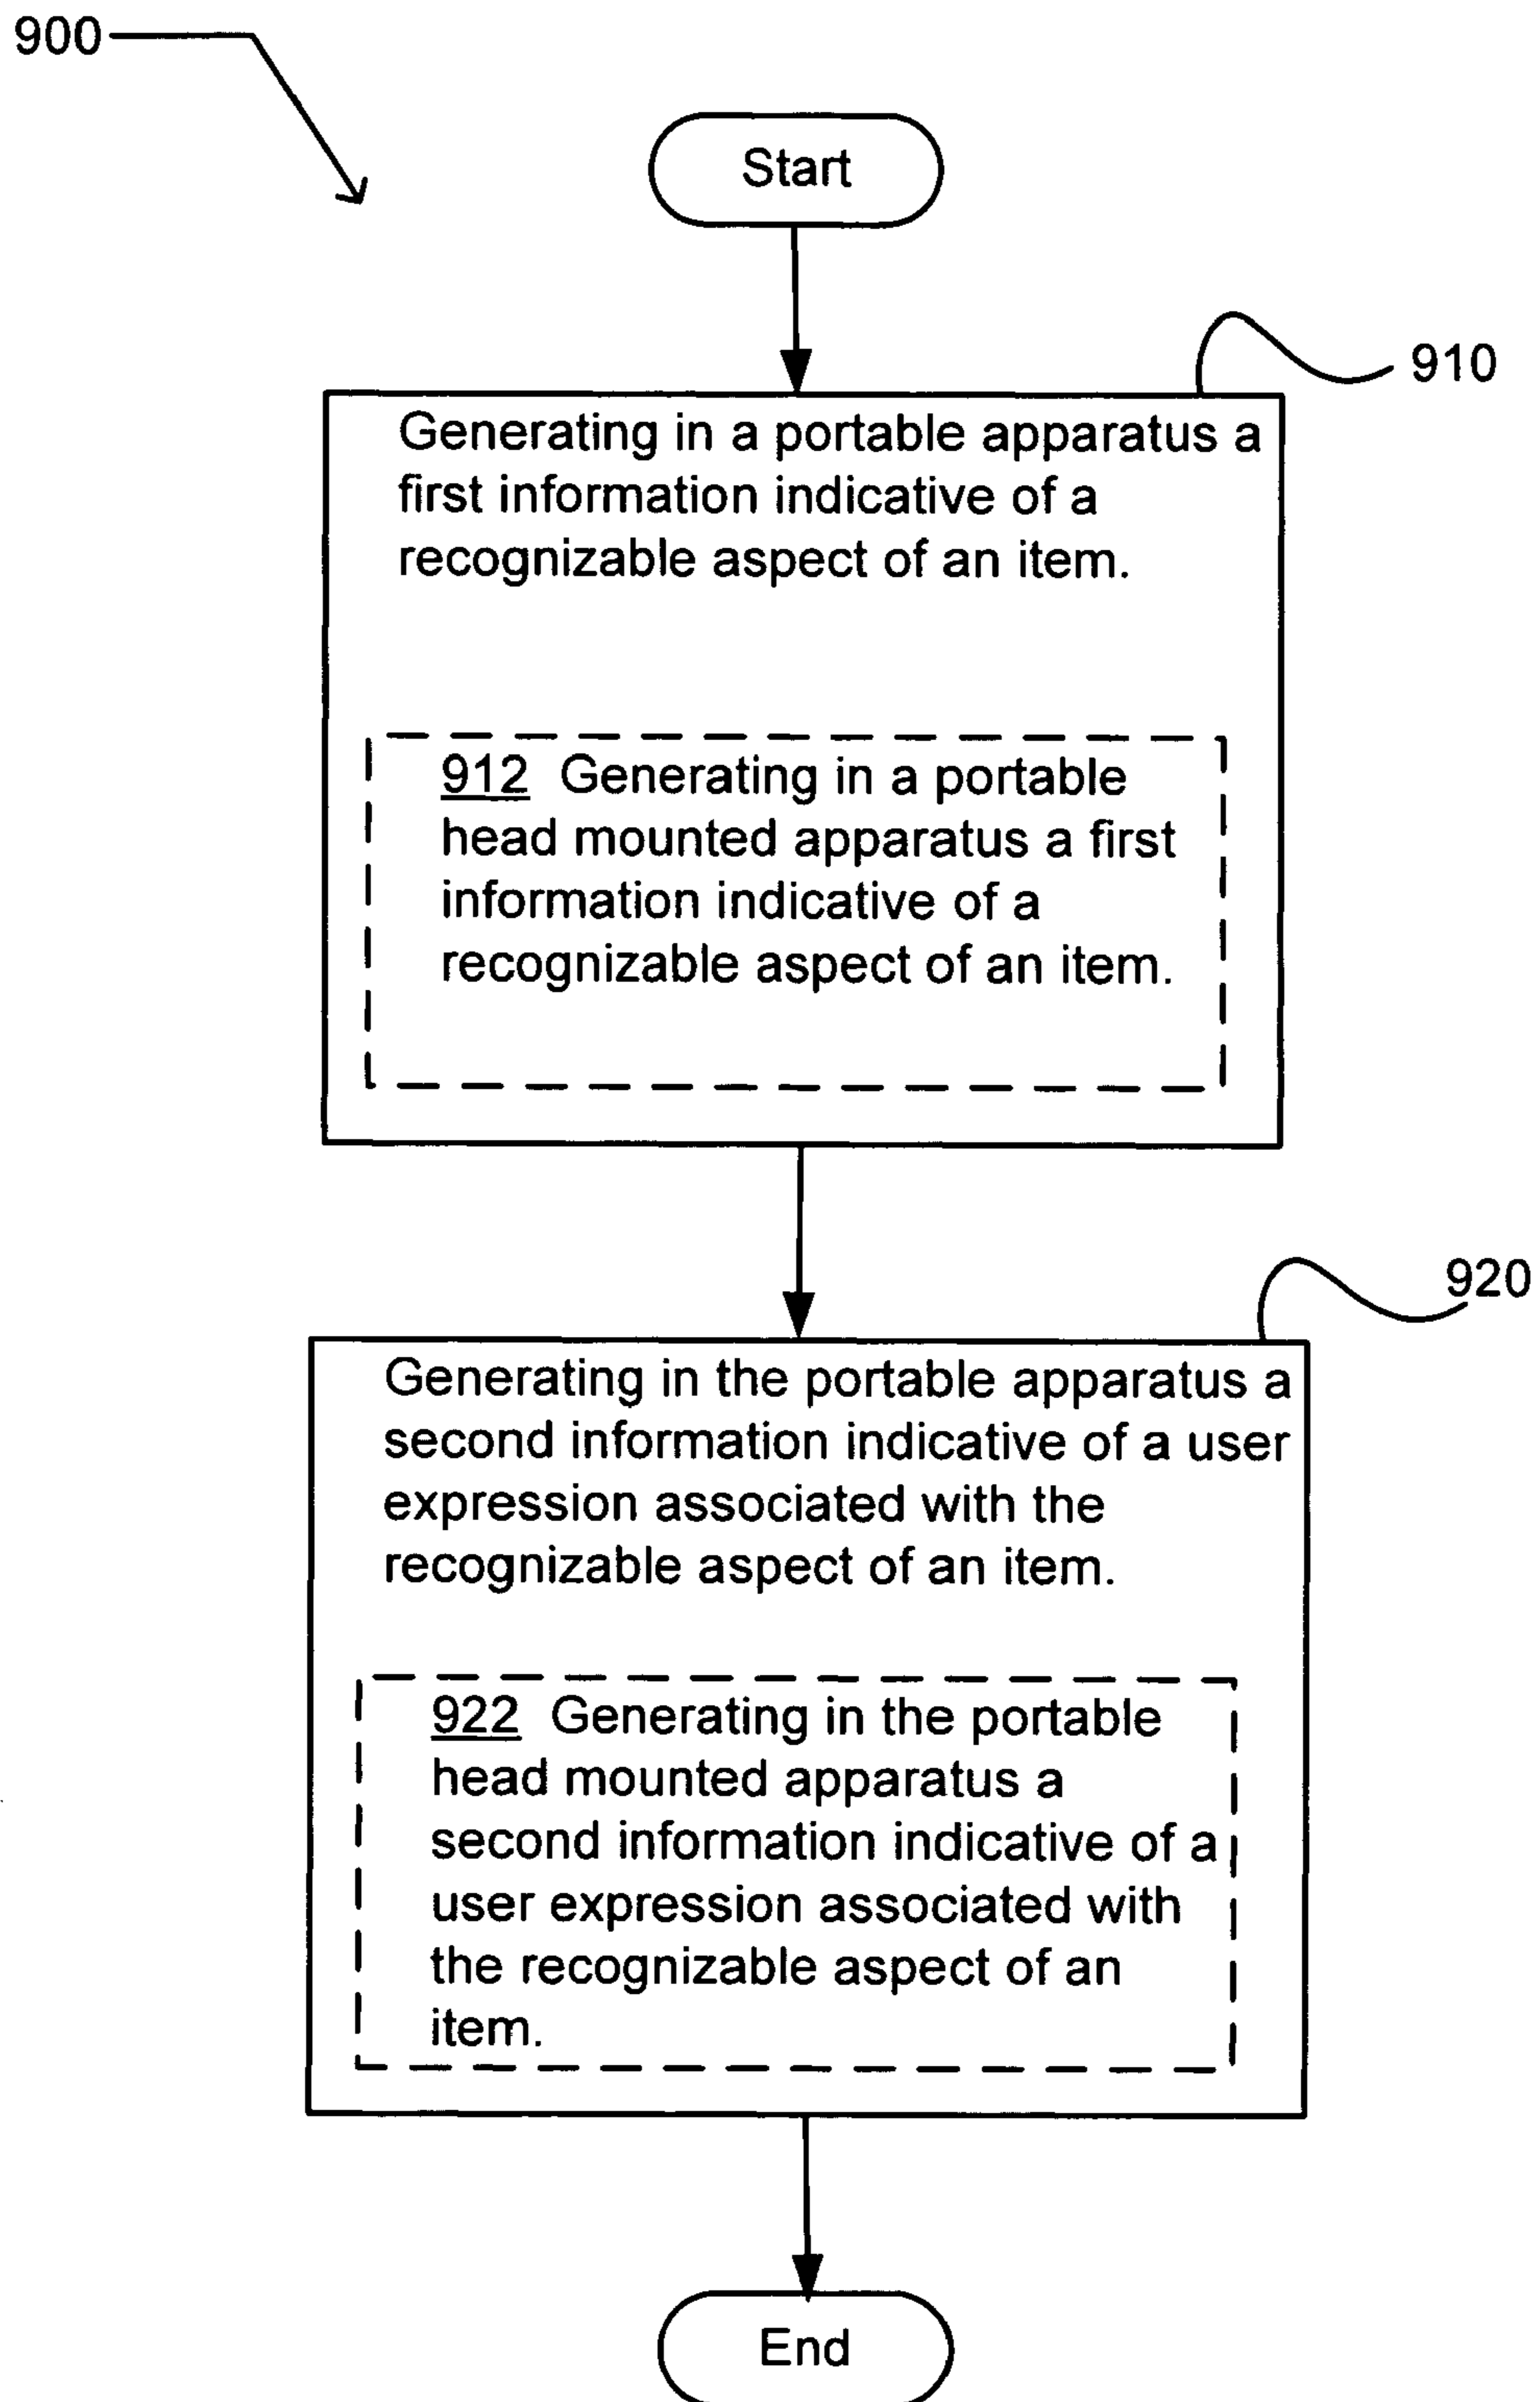 900
Start
910
Generating in a portable apparatus a
first information indicative of a
recognizable aspect of an item.
912 Generating in a portable
head mounted apparatus a first
information indicative of a
recognizable aspect of an item.
920
Generating in the portable apparatus a
second information indicative of a user
expression associated with the
recognizable aspect of an item.
922 Generating in the portable
head mounted apparatus a
second information indicative of a
user expression associated with
the recognizable aspect of an
item.
End